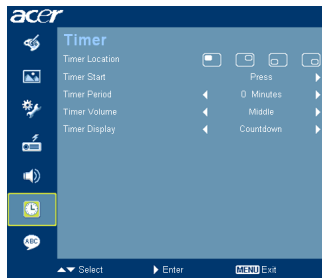 acer
Timer
Timer Location
Timer Start Press
Timer Period 0 Minutes
Timer Volume Middle
Timer Display Countdown
ABC
Select Enter MENU Exit